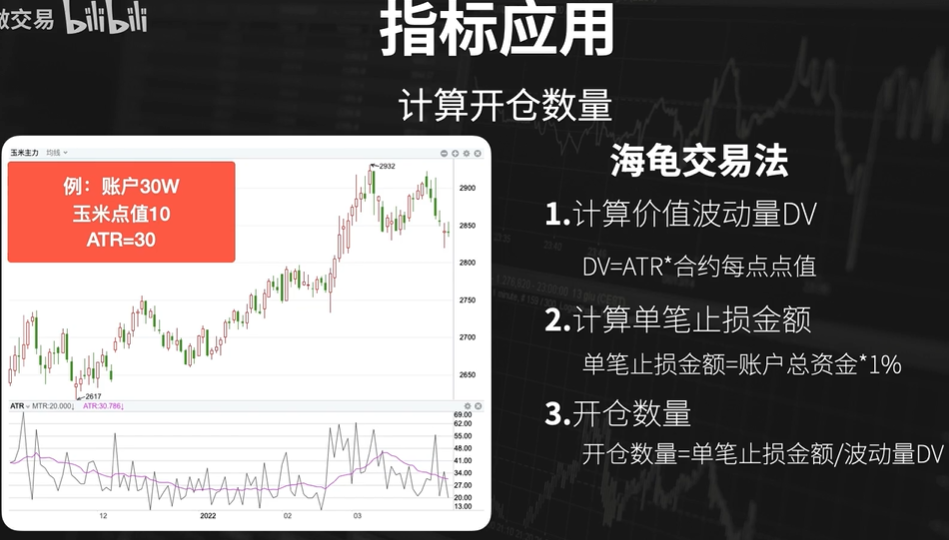 做交易 bilibili
指标应用
计算开仓数量
玉米主力 均线
例：账户30W
玉米点值10
ATR=30
2932
2900
2850
2800
2750
2700
2650
2617
ATR MTR:20.000↓ ATR:30.786↓
69.00
62.00
55.00
48.00
41.00
34.00
27.00
20.00
13.00
12 2022 02 03
海龟交易法
1.计算价值波动量DV
DV=ATR*合约每点点值
2.计算单笔止损金额
单笔止损金额=账户总资金*1%
3.开仓数量
开仓数量=单笔止损金额/波动量DV